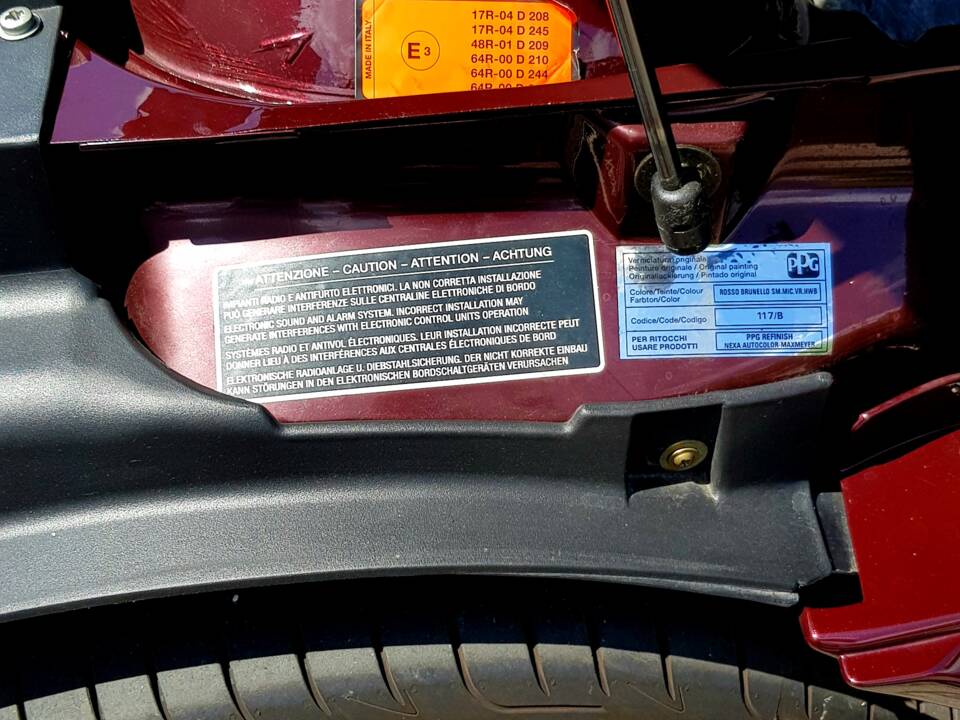 MADE IN ITALY
E3
17R-04 D 208
17R-04 D 245
48R-01 D 209
64R-00 D 210
64R-00 D 244
64R-00 D
ATTENZIONE – CAUTION – ATTENTION – ACHTUNG
IMPIANTI RADIO E ANTIFURTO ELETTRONICI. LA NON CORRETTA INSTALLAZIONE
PUÒ GENERARE INTERFERENZE SULLE CENTRALINE ELETTRONICHE DI BORDO
ELECTRONIC SOUND AND ALARM SYSTEM. INCORRECT INSTALLATION MAY
GENERATE INTERFERENCES WITH ELECTRONIC CONTROL UNITS OPERATION
SYSTÈMES RADIO ET ANTIVOL ÉLECTRONIQUES. LEUR INSTALLATION INCORRECTE PEUT
DONNER LIEU À DES INTERFÉRENCES AUX CENTRALES ÉLECTRONIQUES DE BORD
ELEKTRONISCHE RADIOANLAGE U. DIEBSTAHLSICHERUNG. DER NICHT KORREKTE EINBAU
KANN STÖRUNGEN IN DEN ELEKTRONISCHEN BORDSCHALTGERÄTEN VERURSACHEN
Verniciatura originale
Peinture originale / Original painting
Originallackierung / Pintado original
PPG
Colore/Teinte/Colour
Farbton/Color
ROSSO BRUNELLO SM.MIC.VR.HWB
Codice/Code/Codigo
117/B
PER RITOCCHI
USARE PRODOTTI
PPG REFINISH
NEXA AUTOCOLOR-MAXMEYER